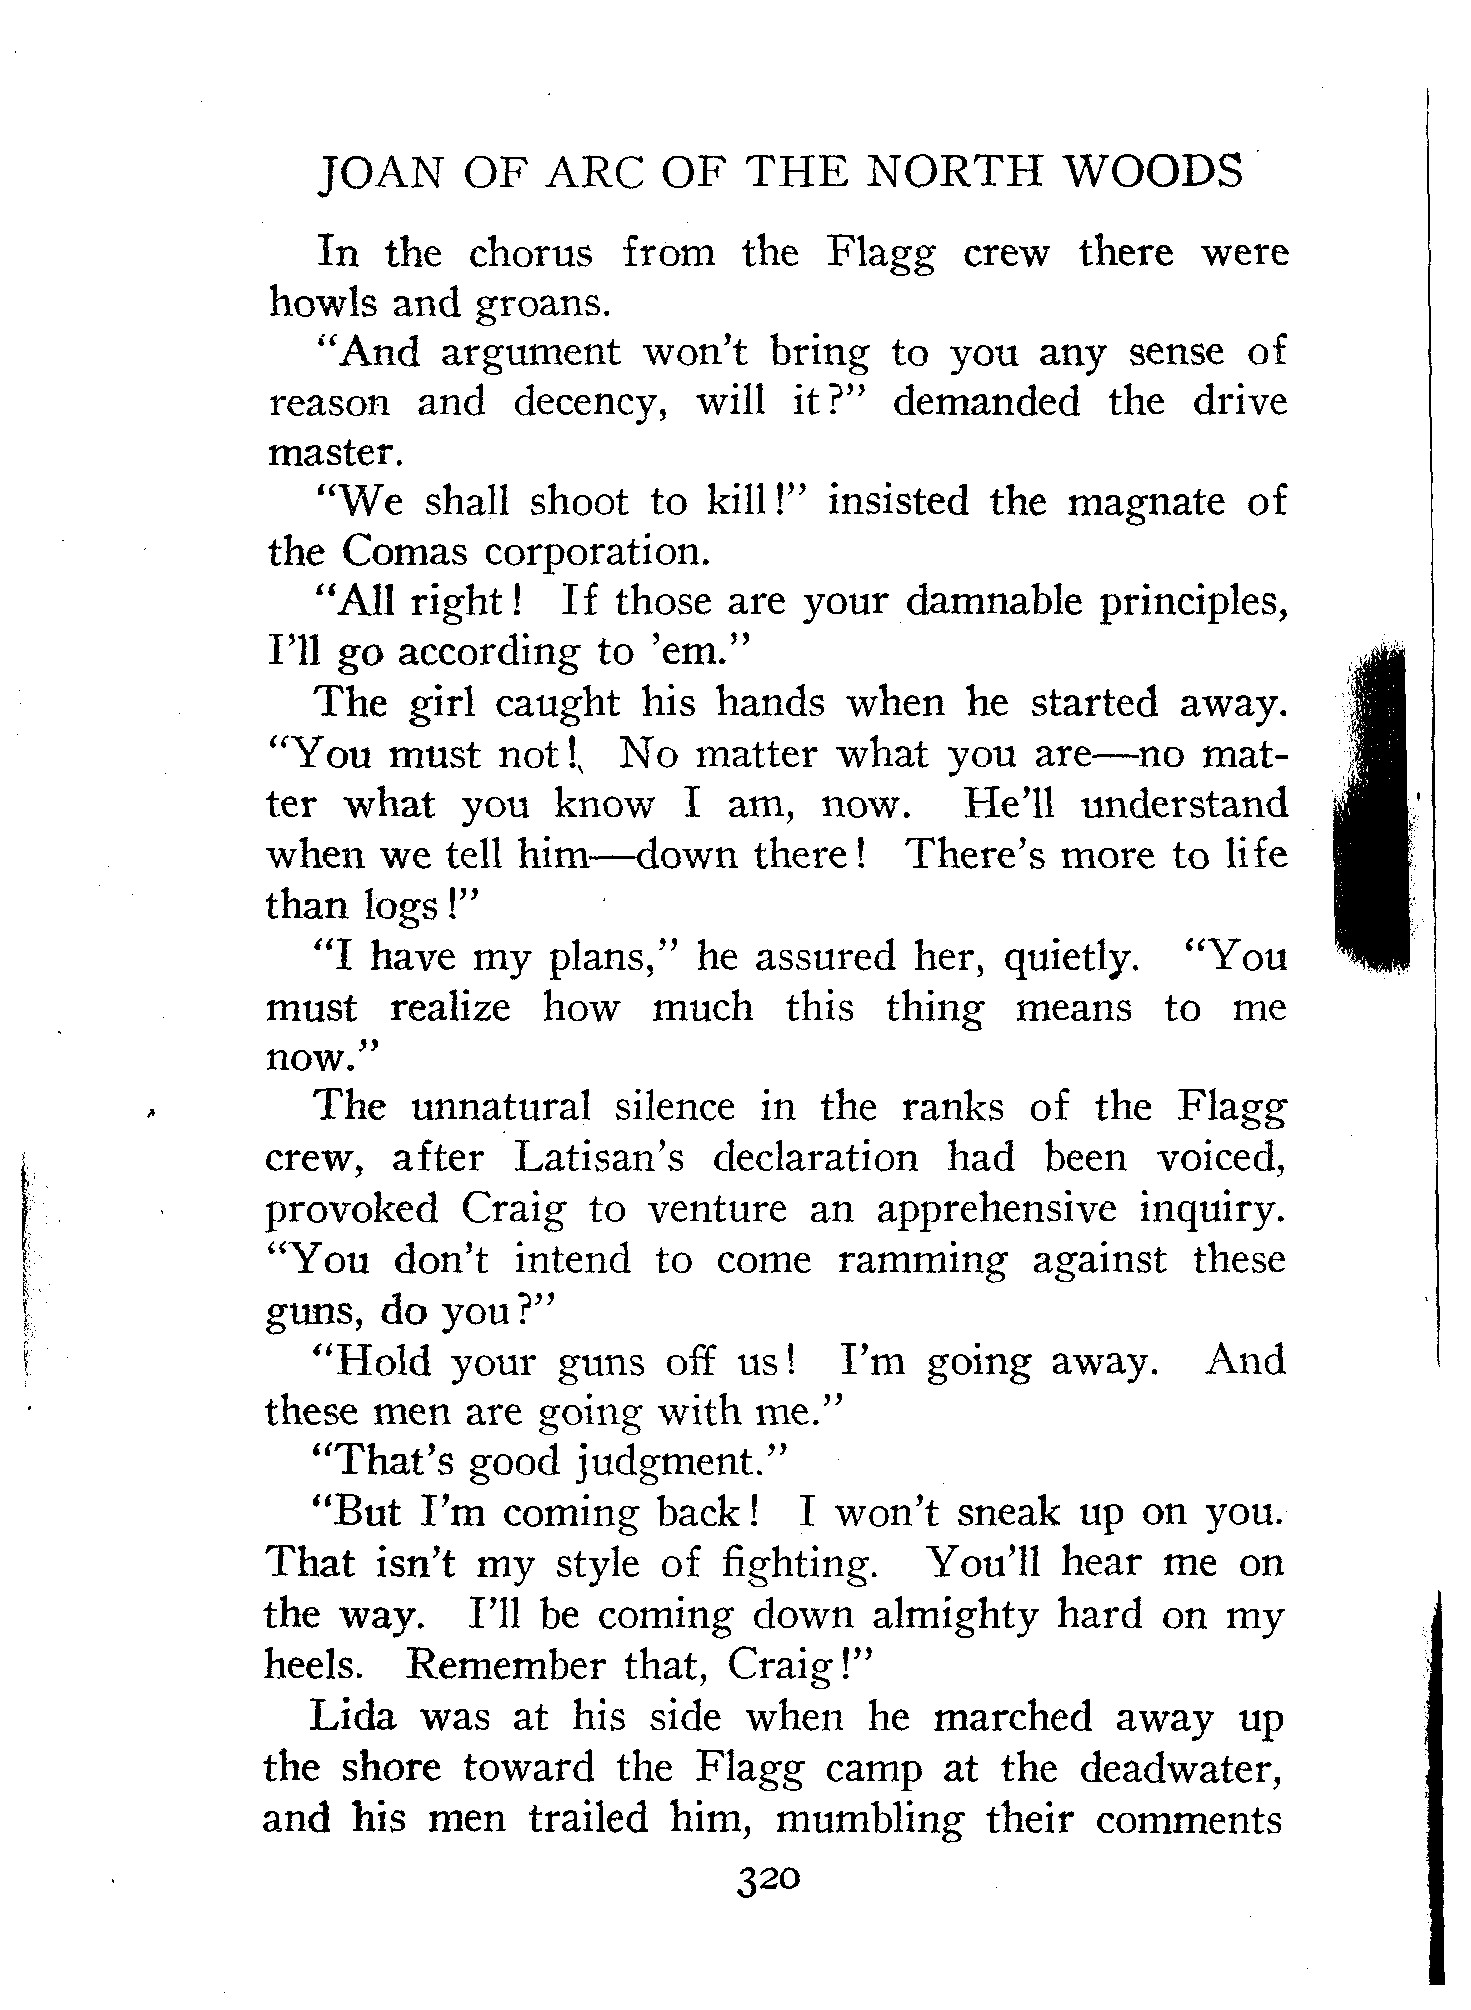 JOAN OF ARC OF THE NORTH WOODS
In the chorus from the Flagg crew there were
howls and groans.
“And argument won't bring to you any sense of
reason and decency, will it?” demanded the drive
master.
“We shall shoot to kill!” insisted the magnate of
the Comas corporation.
“All right! If those are your damnable principles,
I'll go according to 'em.”
The girl caught his hands when he started away.
“You must not! No matter what you are—no mat-
ter what you know I am, now. He'll understand
when we tell him—down there! There's more to life
than logs!”
“I have my plans,” he assured her, quietly. “You
must realize how much this thing means to me
now.”
The unnatural silence in the ranks of the Flagg
crew, after Latisan's declaration had been voiced,
provoked Craig to venture an apprehensive inquiry.
“You don't intend to come ramming against these
guns, do you?”
“Hold your guns off us! I'm going away. And
these men are going with me.”
“That's good judgment.”
“But I'm coming back! I won't sneak up on you.
That isn't my style of fighting. You'll hear me on
the way. I'll be coming down almighty hard on my
heels. Remember that, Craig!”
Lida was at his side when he marched away up
the shore toward the Flagg camp at the deadwater,
and his men trailed him, mumbling their comments
320